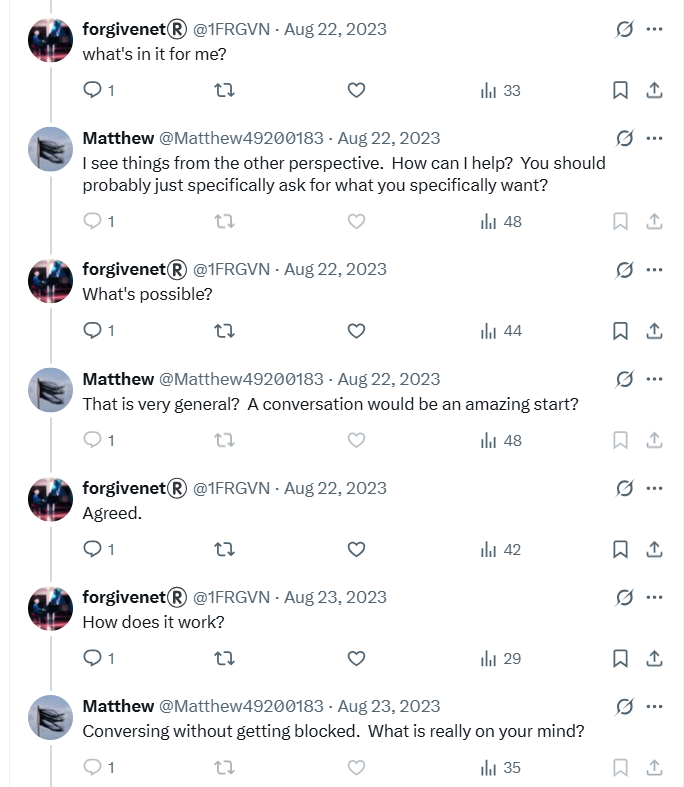 forgivenet® @1FRGVN · Aug 22, 2023
what's in it for me?
1 33
Matthew @Matthew49200183 · Aug 22, 2023
I see things from the other perspective.  How can I help?  You should
probably just specifically ask for what you specifically want?
1 48
forgivenet® @1FRGVN · Aug 22, 2023
What's possible?
1 44
Matthew @Matthew49200183 · Aug 22, 2023
That is very general?  A conversation would be an amazing start?
1 48
forgivenet® @1FRGVN · Aug 22, 2023
Agreed.
1 42
forgivenet® @1FRGVN · Aug 23, 2023
How does it work?
1 29
Matthew @Matthew49200183 · Aug 23, 2023
Conversing without getting blocked.  What is really on your mind?
1 35